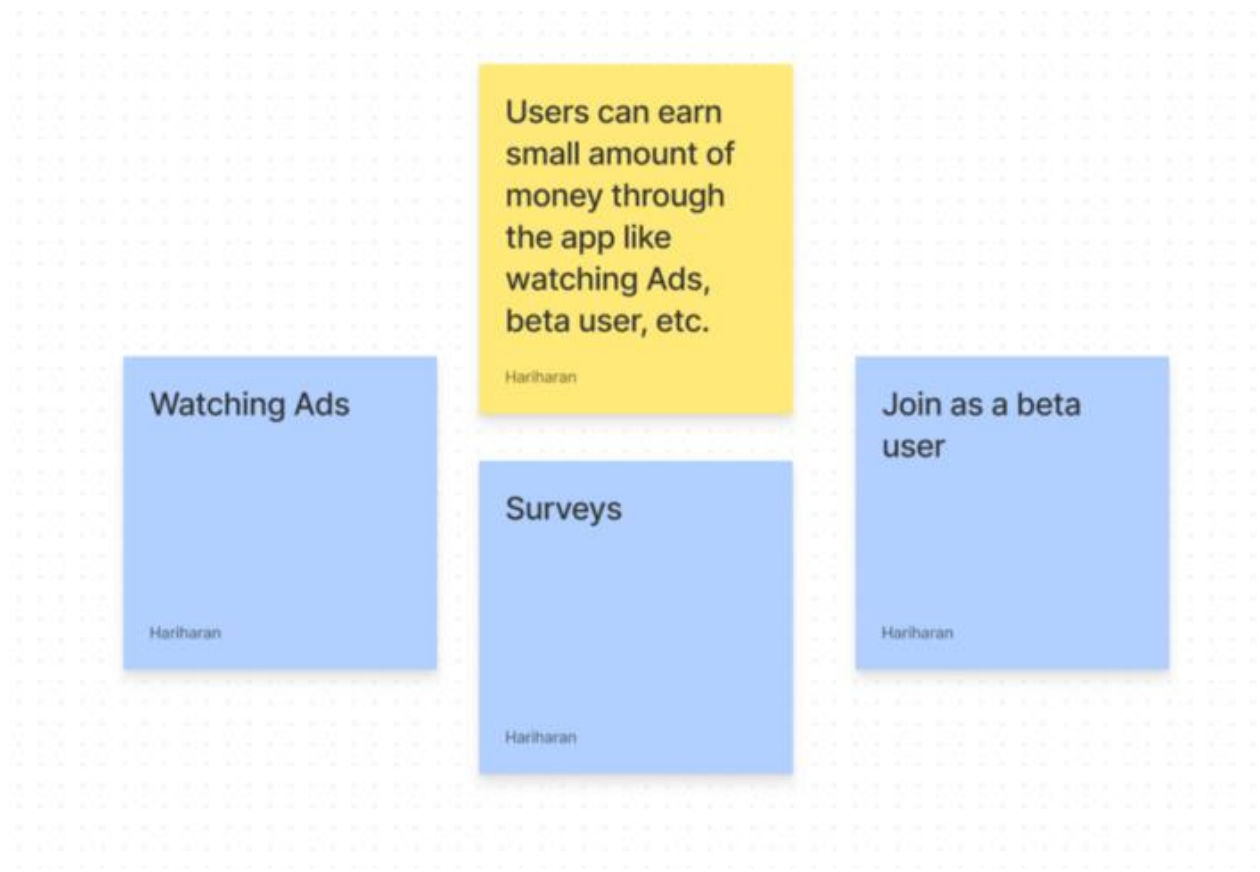 Users can earn
small amount of
money through
the app like
watching Ads,
beta user, etc.
Hariharan
Watching Ads
Hariharan
Surveys
Hariharan
Join as a beta
user
Hariharan